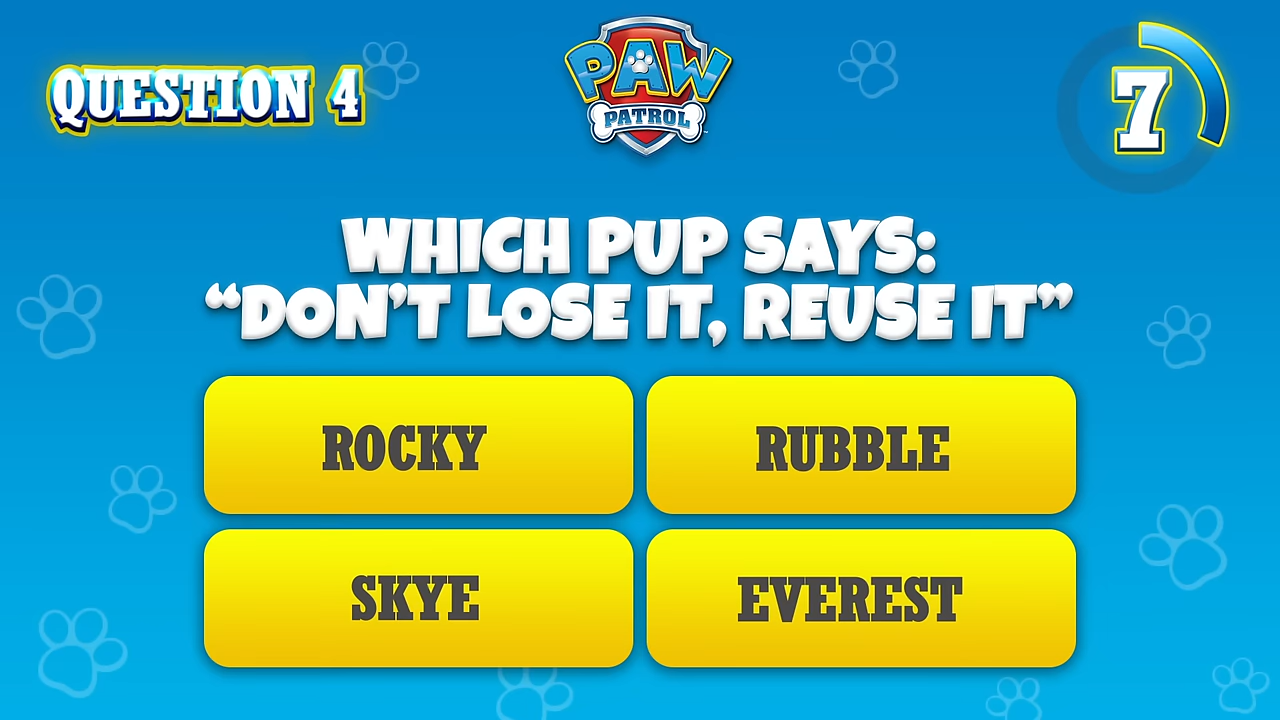 QUESTION 4
PAW
PATROL
7
WHICH PUP SAYS:
“DON’T LOSE IT, REUSE IT”
ROCKY
RUBBLE
SKYE
EVEREST